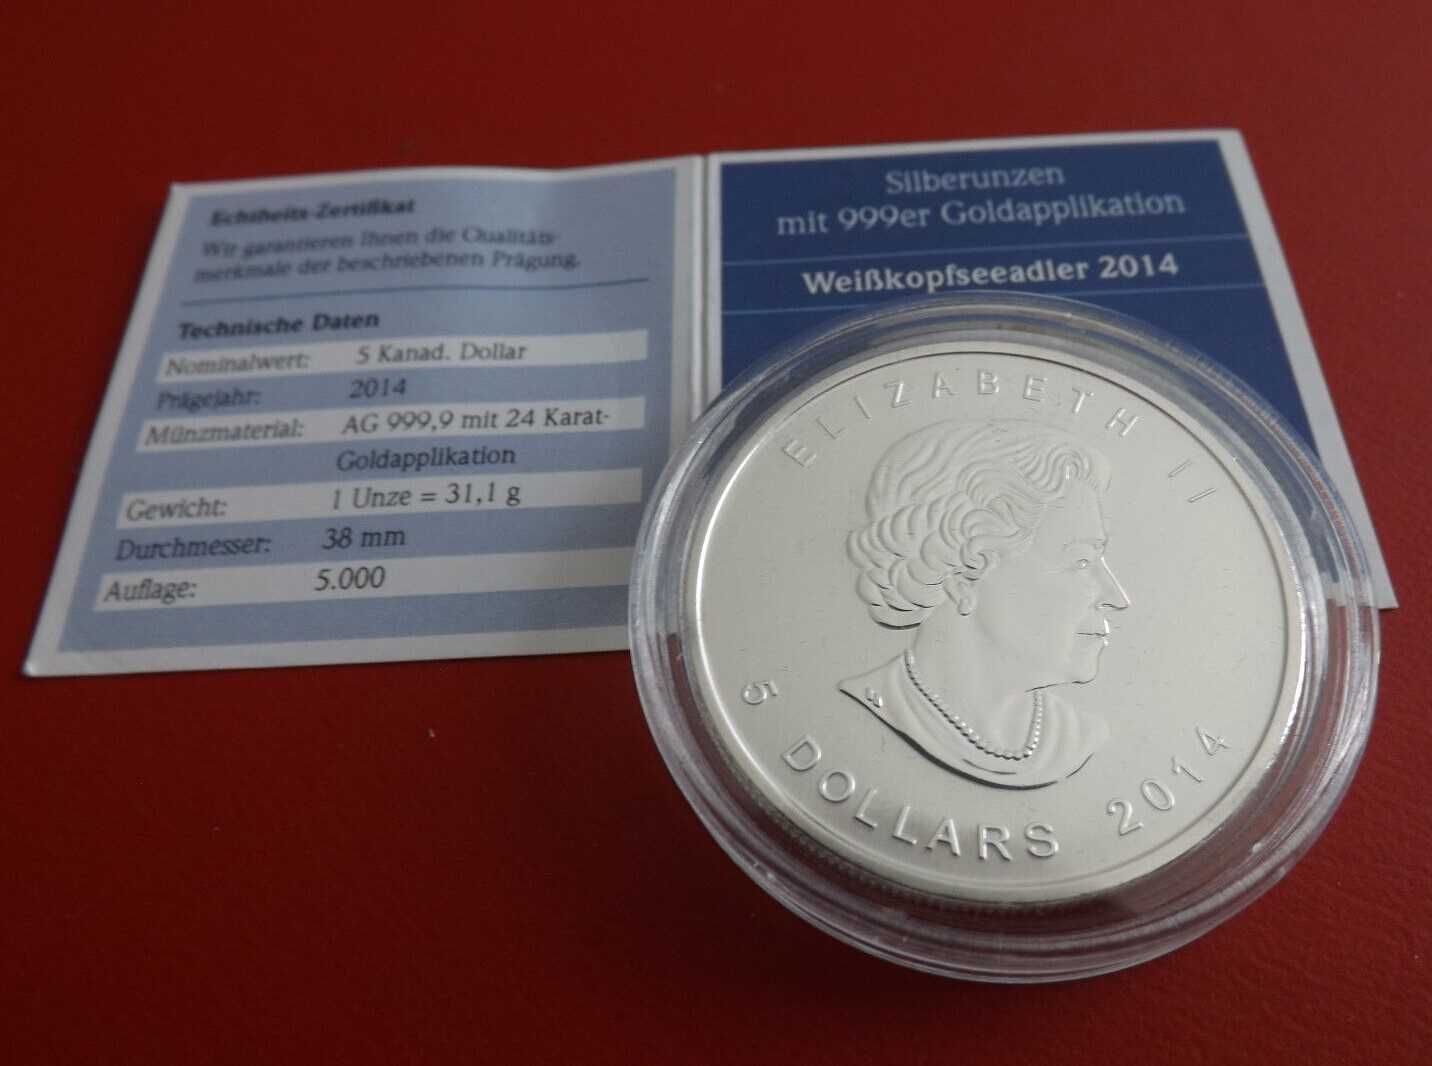 Echtheits-Zertifikat
Wir garantieren Ihnen die Qualitäts-
merkmale der beschriebenen Prägung.
Technische Daten
Nominalwert: 5 Kanad. Dollar
Prägejahr: 2014
Münzmaterial: AG 999,9 mit 24 Karat-
Goldapplikation
Gewicht: 1 Unze = 31,1 g
Durchmesser: 38 mm
Auflage: 5.000
Silberunzen
mit 999er Goldapplikation
Weißkopfseeadler 2014
ELIZABETH II
5 DOLLARS 2014